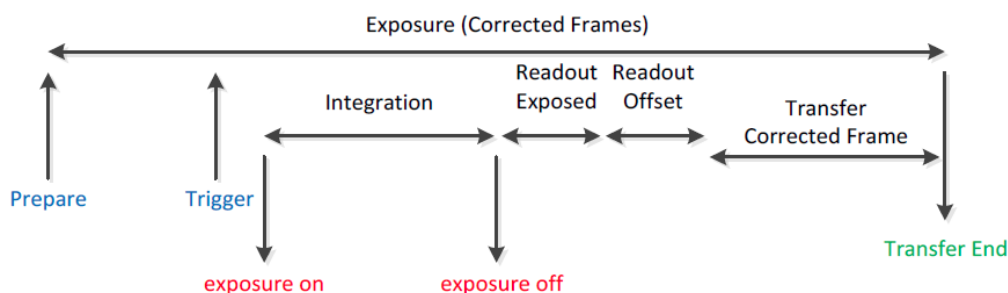 Exposure (Corrected Frames)
Readout Exposed
Readout Offset
Integration
Transfer
Corrected Frame
Prepare
Trigger
Transfer End
exposure on
exposure off